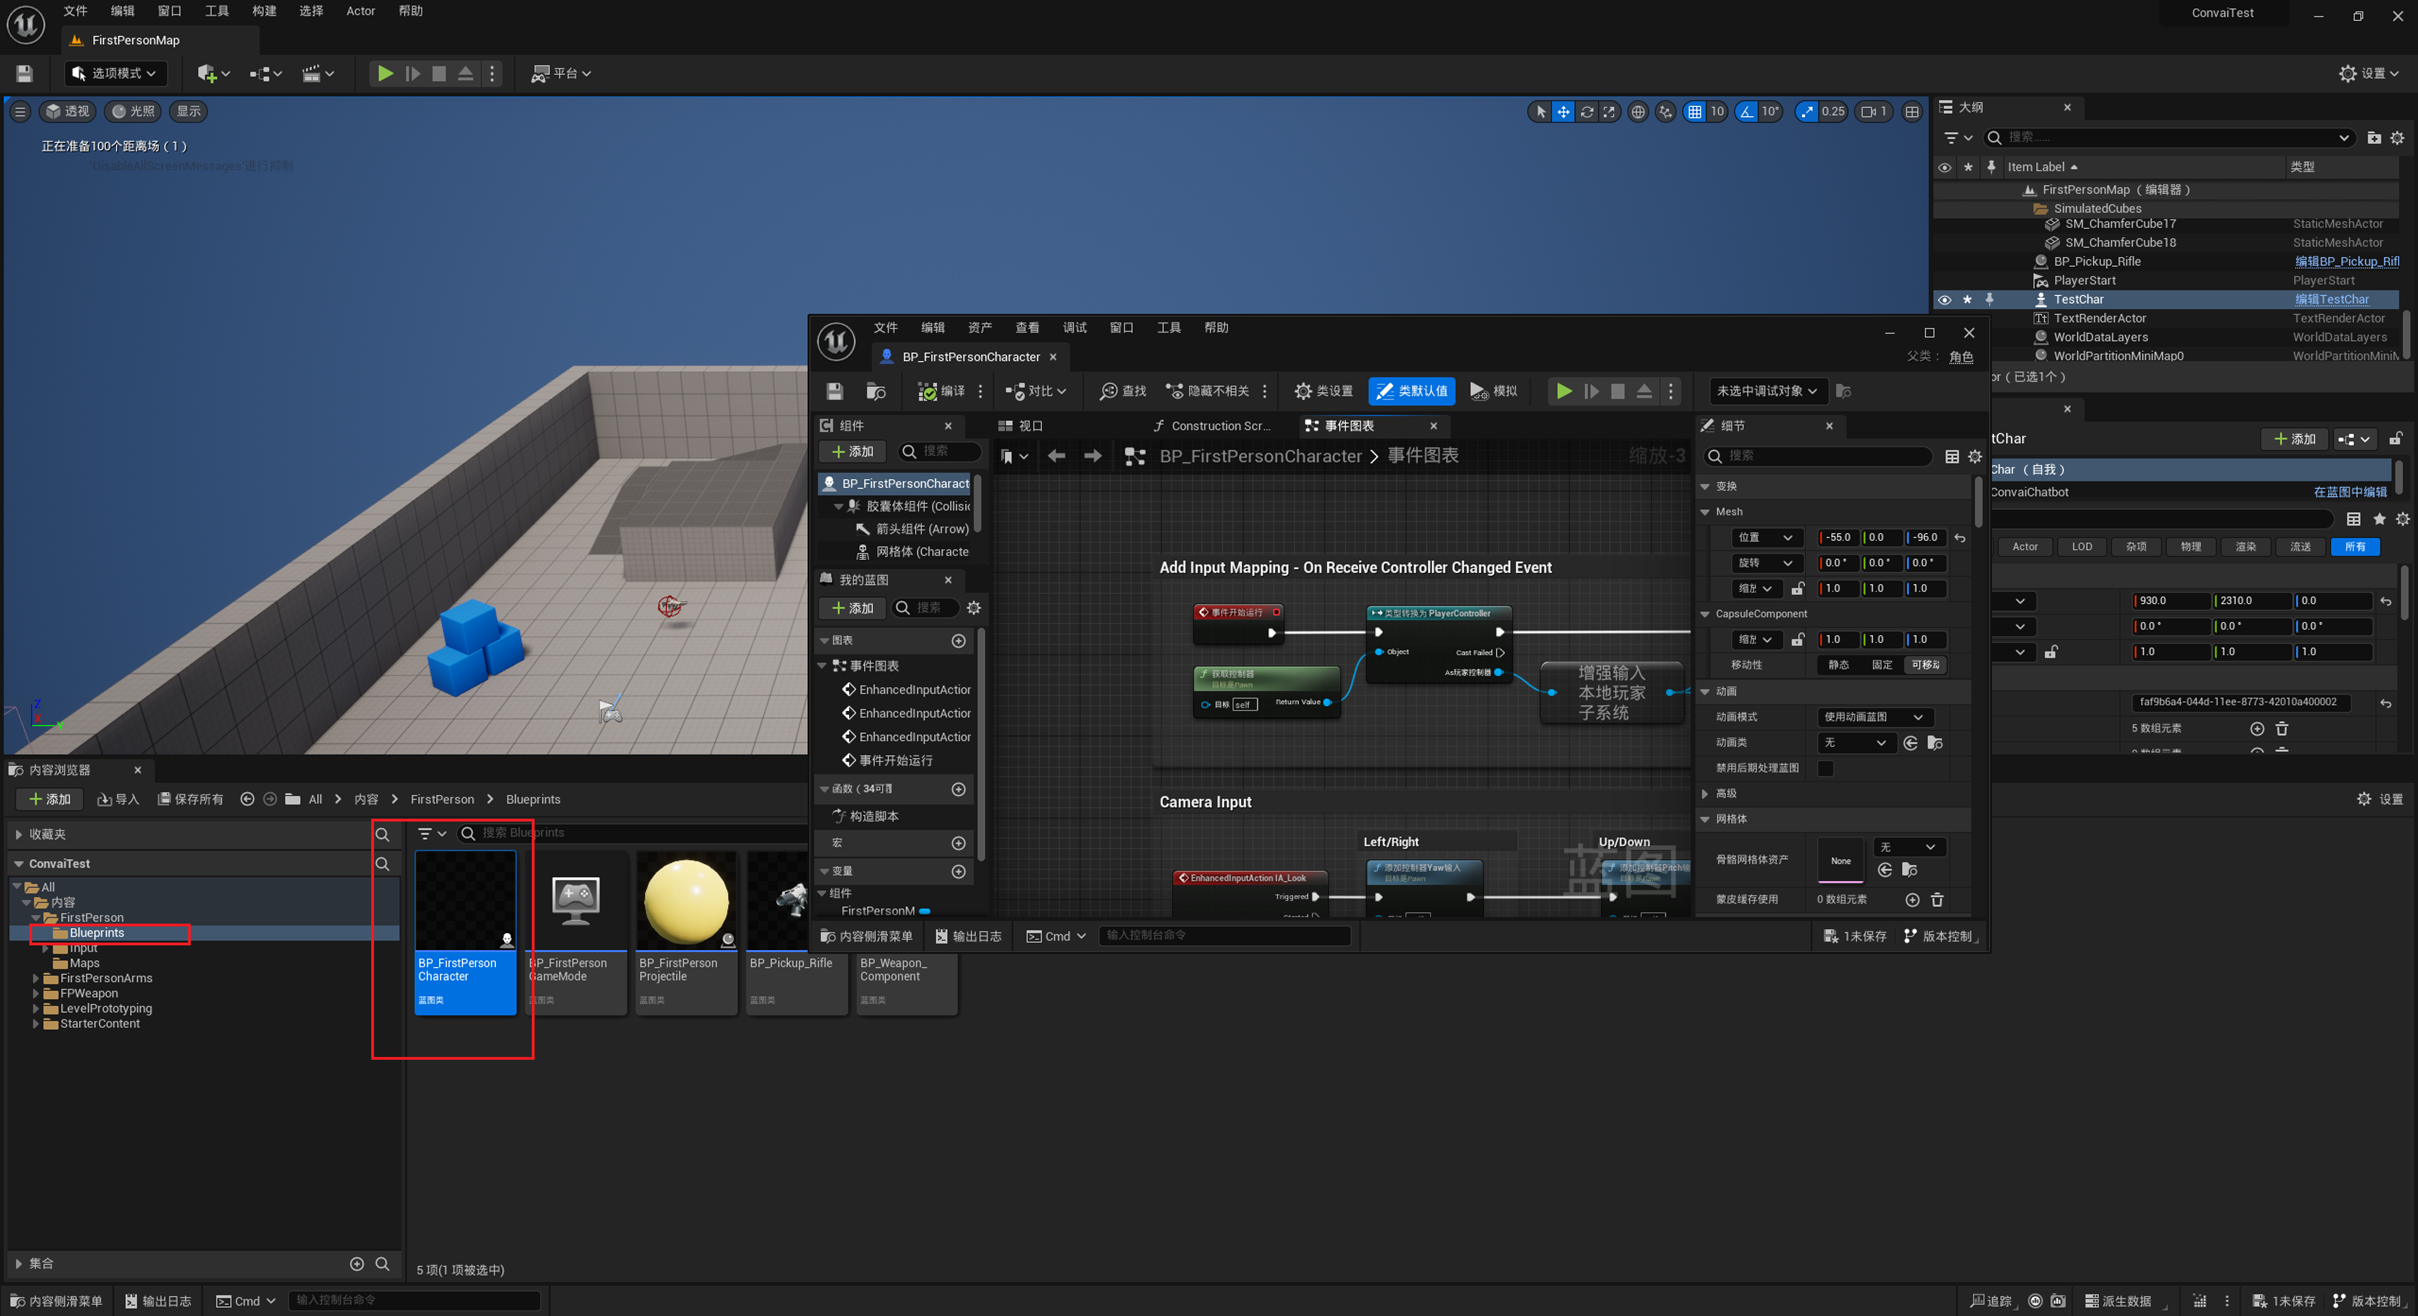 文件 编辑 窗口 工具 构建 选择 Actor 帮助
ConvaiTest
FirstPersonMap
选项模式
平台
设置
透视 光照 显示
10 10° 0.25 1
正在准备100个距离场（1）
'DisableAllScreenMessages'进行抑制
大纲
搜索......
Item Label 类型
FirstPersonMap（编辑器）
SimulatedCubes
SM_ChamferCube17 StaticMeshActor
SM_ChamferCube18 StaticMeshActor
BP_Pickup_Rifle 编辑BP_Pickup_Rifl
PlayerStart PlayerStart
TestChar 编辑TestChar
TextRenderActor TextRenderActor
WorldDataLayers WorldDataLayers
WorldPartitionMiniMap0 WorldPartitionMiniM
or（已选1个）
tChar
添加
Char（自我）
ConvaiChatbot 在蓝图中编辑
Actor LOD 杂项 物理 渲染 流送 所有
930.0 2310.0 0.0
0.0° 0.0° 0.0°
1.0 1.0 1.0
faf9b6a4-044d-11ee-8773-42010a400002
5 数组元素
0 数组元素
文件 编辑 资产 查看 调试 窗口 工具 帮助
BP_FirstPersonCharacter
父类： 角色
编译 对比 查找 隐藏不相关 类设置 类默认值 模拟 未选中调试对象
组件
添加 搜索
BP_FirstPersonCharact
胶囊体组件 (Collisio
箭头组件 (Arrow)
网格体 (Characte
我的蓝图
添加 搜索
图表
事件图表
EnhancedInputAction
EnhancedInputAction
EnhancedInputAction
事件开始运行
函数（34可
构造脚本
宏
变量
组件
FirstPersonM
视口 Construction Scr... 事件图表
BP_FirstPersonCharacter > 事件图表 缩放-3
Add Input Mapping - On Receive Controller Changed Event
事件开始运行
类型转换为 PlayerController
Object Cast Failed
As玩家控制器
获取控制器
目标是Pawn
目标 self Return Value
增强输入
本地玩家
子系统
Camera Input
Left/Right Up/Down
EnhancedInputAction IA_Look
Triggered
Started
添加控制器Yaw输入
目标是Pawn
添加控制器Pitch输
目标是Pawn
蓝图
细节
搜索
变换
Mesh
位置 -55.0 0.0 -96.0
旋转 0.0° 0.0° 0.0°
缩放 1.0 1.0 1.0
CapsuleComponent
缩放 1.0 1.0 1.0
移动性 静态 固定 可移动
动画
动画模式 使用动画蓝图
动画类 无
禁用后期处理蓝图
高级
网格体
骨骼网格体资产 None 无
蒙皮缓存使用 0 数组元素
内容侧滑菜单 输出日志 Cmd 输入控制台命令 1未保存 版本控制
内容浏览器
添加 导入 保存所有 All > 内容 > FirstPerson > Blueprints
设置
收藏夹
ConvaiTest
All
内容
FirstPerson
Blueprints
Input
Maps
FirstPersonArms
FPWeapon
LevelPrototyping
StarterContent
集合
搜索 Blueprints
BP_FirstPerson
Character
蓝图类
BP_FirstPerson
GameMode
蓝图类
BP_FirstPerson
Projectile
蓝图类
BP_Pickup_Rifle
蓝图类
BP_Weapon_
Component
蓝图类
5 项(1 项被选中)
内容侧滑菜单 输出日志 Cmd 输入控制台命令
追踪 派生数据 1未保存 版本控制